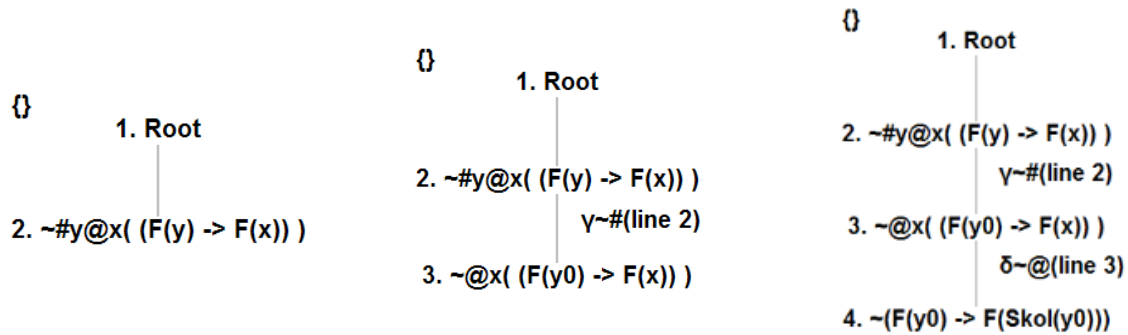 {}
1. Root
2. ~#y@x( (F(y) -> F(x)) )
{}
1. Root
2. ~#y@x( (F(y) -> F(x)) )
γ~#(line 2)
3. ~@x( (F(y0) -> F(x)) )
{}
1. Root
2. ~#y@x( (F(y) -> F(x)) )
γ~#(line 2)
3. ~@x( (F(y0) -> F(x)) )
δ~@(line 3)
4. ~(F(y0) -> F(Skol(y0)))